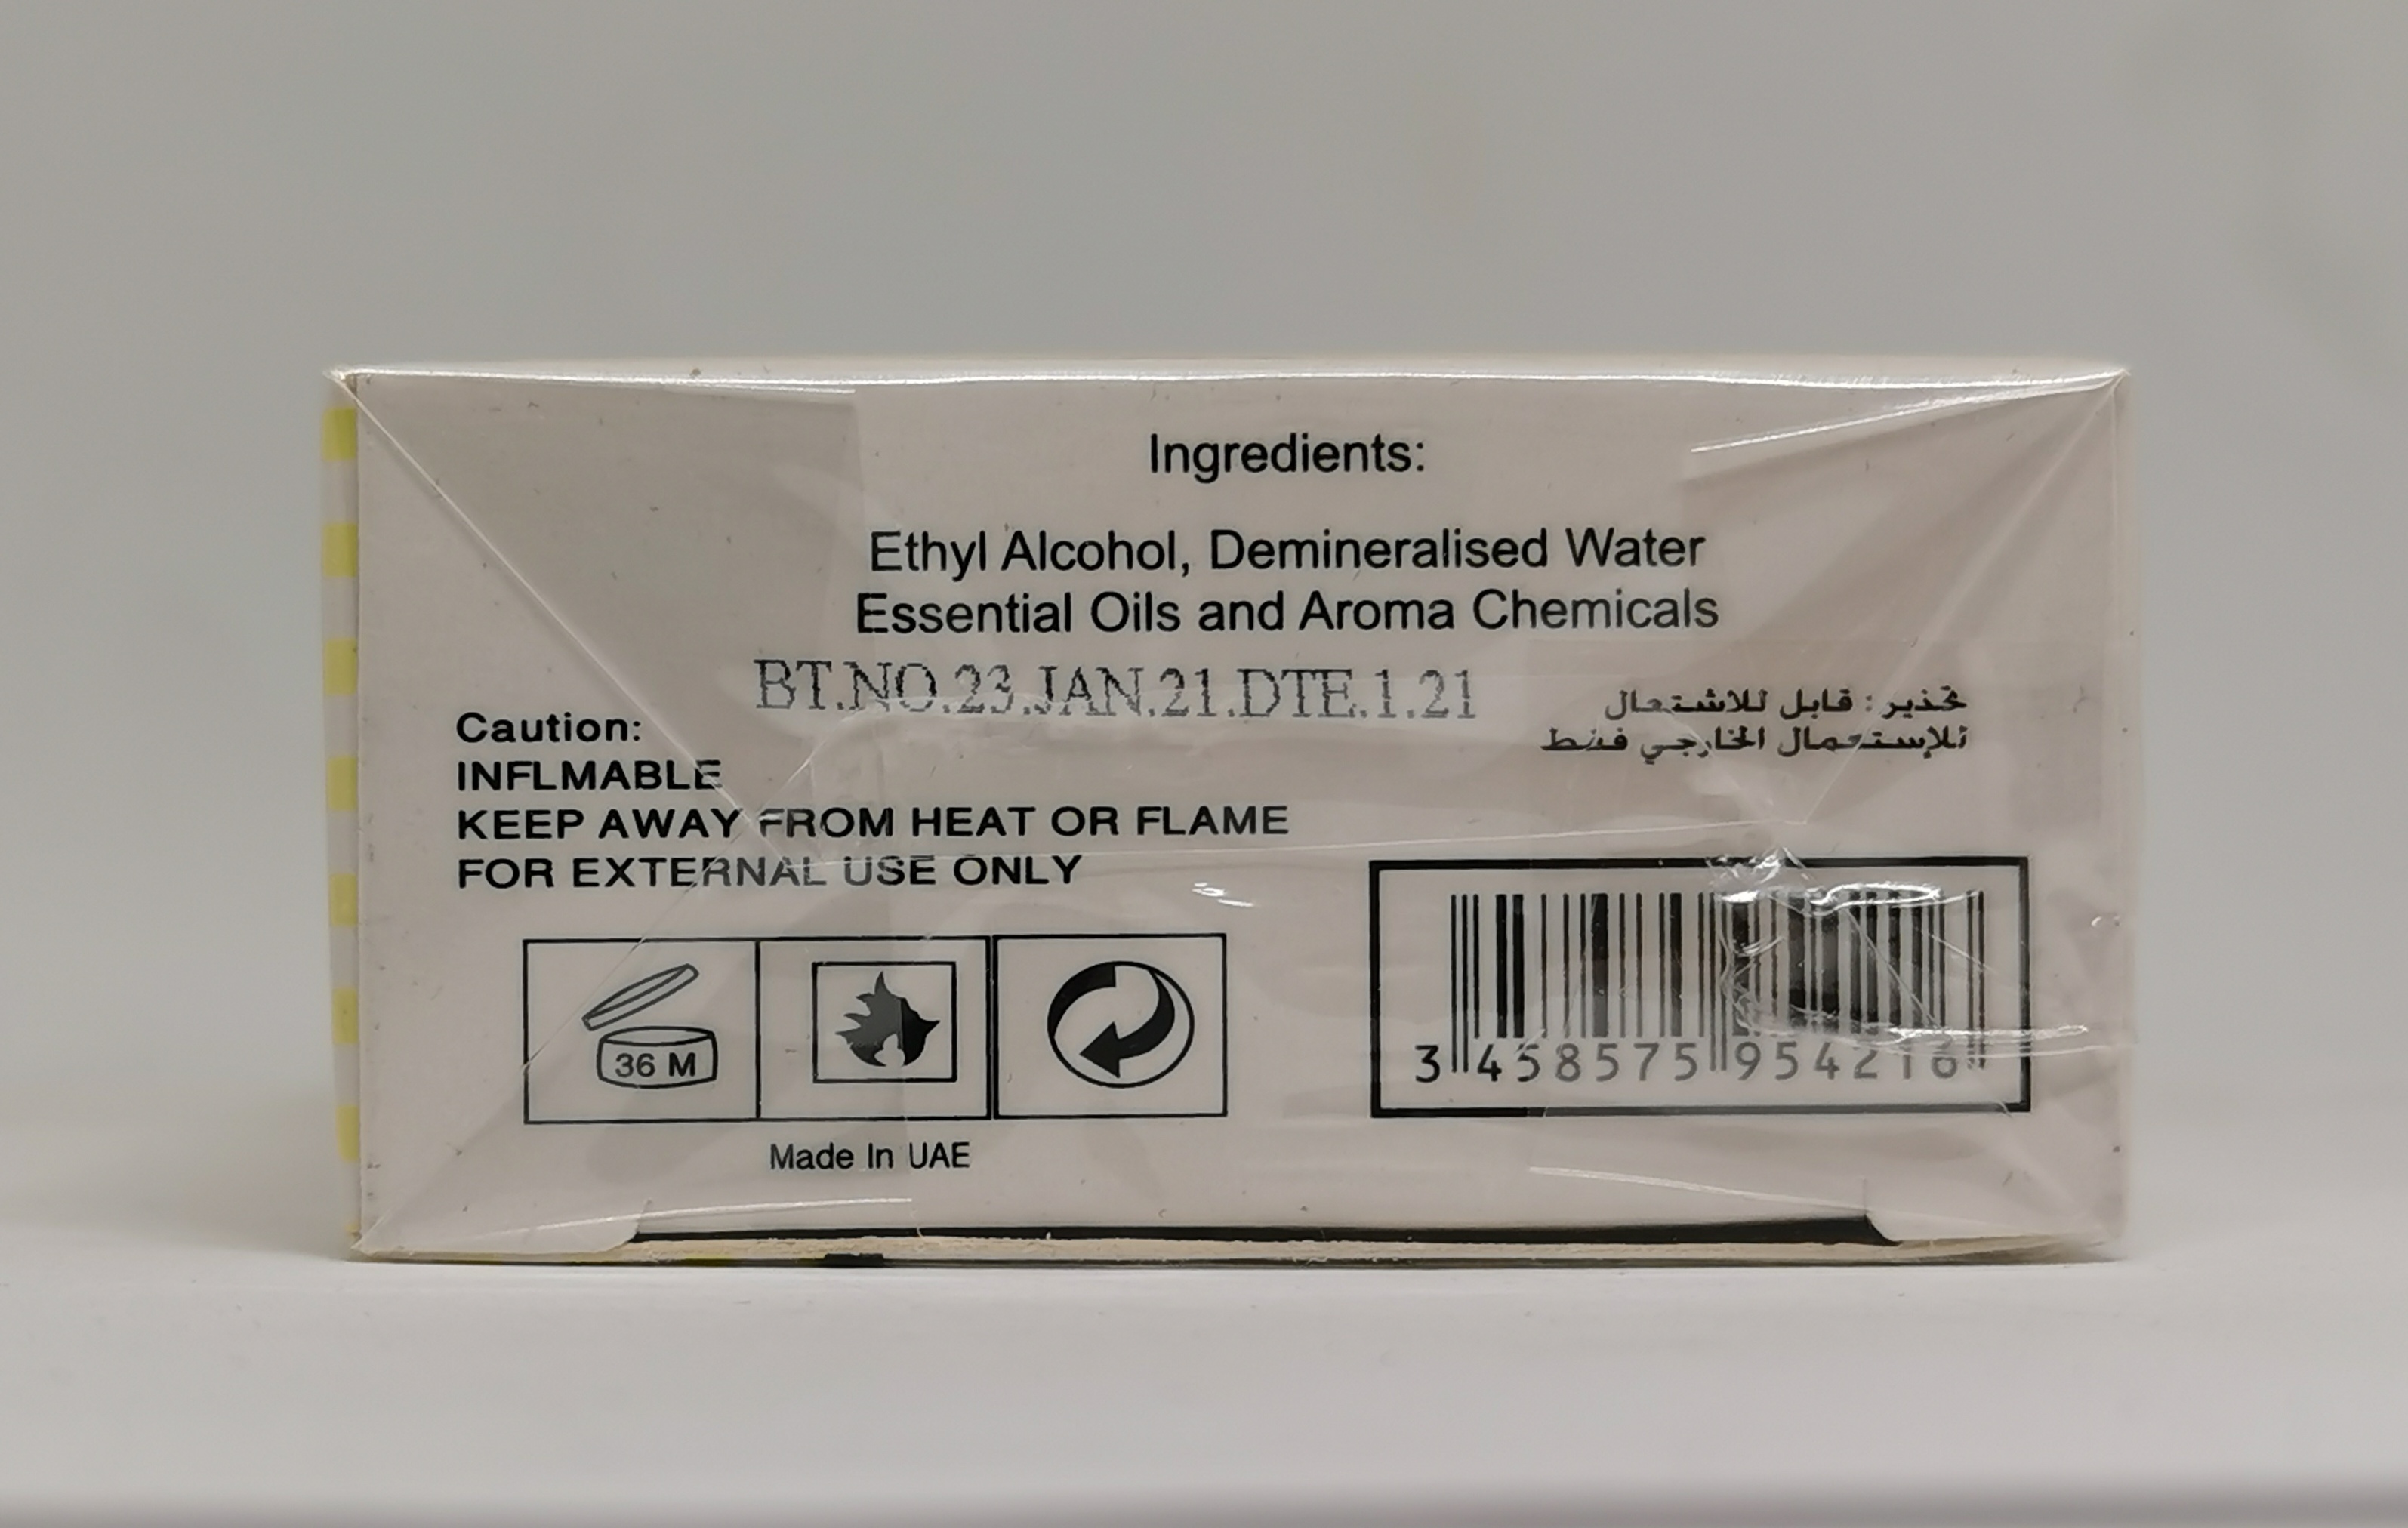 Ingredients:
Ethyl Alcohol, Demineralised Water
Essential Oils and Aroma Chemicals
BT.NO.23.JAN.21.DTE.1.21
تحذير : قابل للاشتعال
للإستعمال الخارجي فقط
Caution:
INFLMABLE
KEEP AWAY FROM HEAT OR FLAME
FOR EXTERNAL USE ONLY
36 M
3 458575 954216
Made In UAE